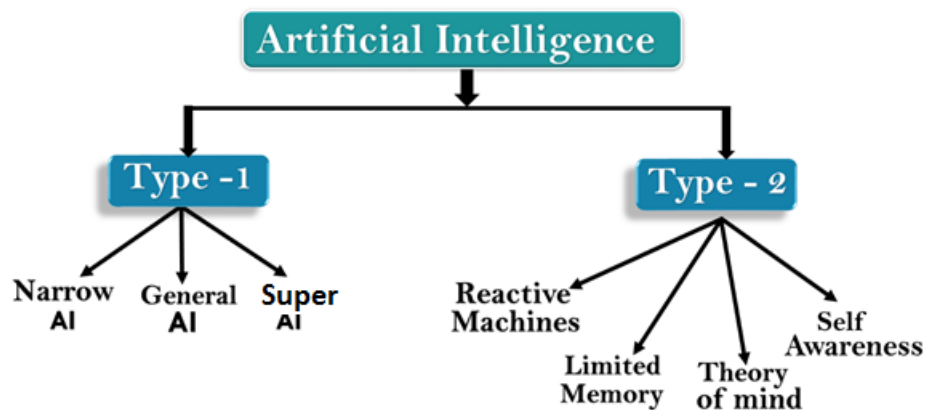 Artificial Intelligence
Type -1
Type - 2
Narrow
AI
General
AI
Super
AI
Reactive
Machines
Limited
Memory
Theory
of mind
Self
Awareness